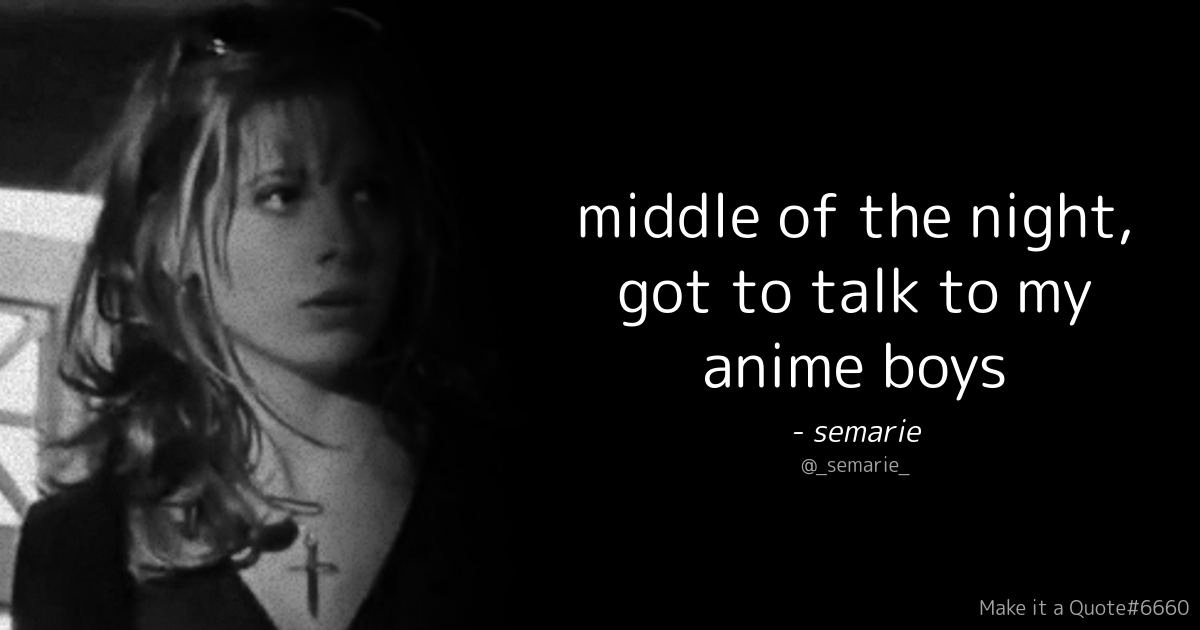 middle of the night,
got to talk to my
anime boys
- semarie
@_semarie_
Make it a Quote#6660